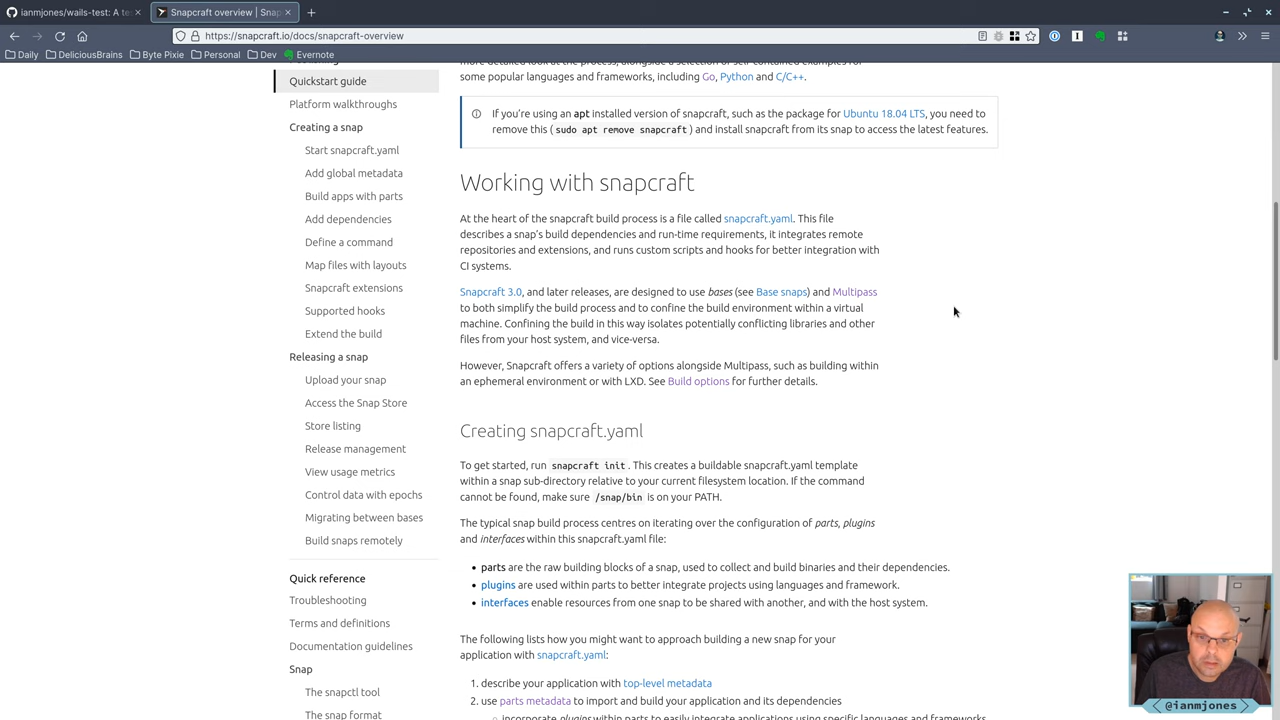 ianmjones/wails-test: A te
Snapcraft overview | Snap
https://snapcraft.io/docs/snapcraft-overview
Daily
DeliciousBrains
Byte Pixie
Personal
Dev
Evernote
Quickstart guide
Platform walkthroughs
Creating a snap
Start snapcraft.yaml
Add global metadata
Build apps with parts
Add dependencies
Define a command
Map files with layouts
Snapcraft extensions
Supported hooks
Extend the build
Releasing a snap
Upload your snap
Access the Snap Store
Store listing
Release management
View usage metrics
Control data with epochs
Migrating between bases
Build snaps remotely
Quick reference
Troubleshooting
Terms and definitions
Documentation guidelines
Snap
The snapctl tool
The snap format
some popular languages and frameworks, including Go, Python and C/C++.
If you're using an apt installed version of snapcraft, such as the package for Ubuntu 18.04 LTS, you need to
remove this ( sudo apt remove snapcraft ) and install snapcraft from its snap to access the latest features.
Working with snapcraft
At the heart of the snapcraft build process is a file called snapcraft.yaml. This file
describes a snap's build dependencies and run-time requirements, it integrates remote
repositories and extensions, and runs custom scripts and hooks for better integration with
CI systems.
Snapcraft 3.0, and later releases, are designed to use bases (see Base snaps) and Multipass
to both simplify the build process and to confine the build environment within a virtual
machine. Confining the build in this way isolates potentially conflicting libraries and other
files from your host system, and vice-versa.
However, Snapcraft offers a variety of options alongside Multipass, such as building within
an ephemeral environment or with LXD. See Build options for further details.
Creating snapcraft.yaml
To get started, run snapcraft init. This creates a buildable snapcraft.yaml template
within a snap sub-directory relative to your current filesystem location. If the command
cannot be found, make sure /snap/bin is on your PATH.
The typical snap build process centres on iterating over the configuration of parts, plugins
and interfaces within this snapcraft.yaml file:
• parts are the raw building blocks of a snap, used to collect and build binaries and their dependencies.
• plugins are used within parts to better integrate projects using languages and framework.
• interfaces enable resources from one snap to be shared with another, and with the host system.
The following lists how you might want to approach building a new snap for your
application with snapcraft.yaml:
1. describe your application with top-level metadata
2. use parts metadata to import and build your application and its dependencies
incorporate plugins within parts to easily integrate applications using specific languages and frameworks
@ianmjones